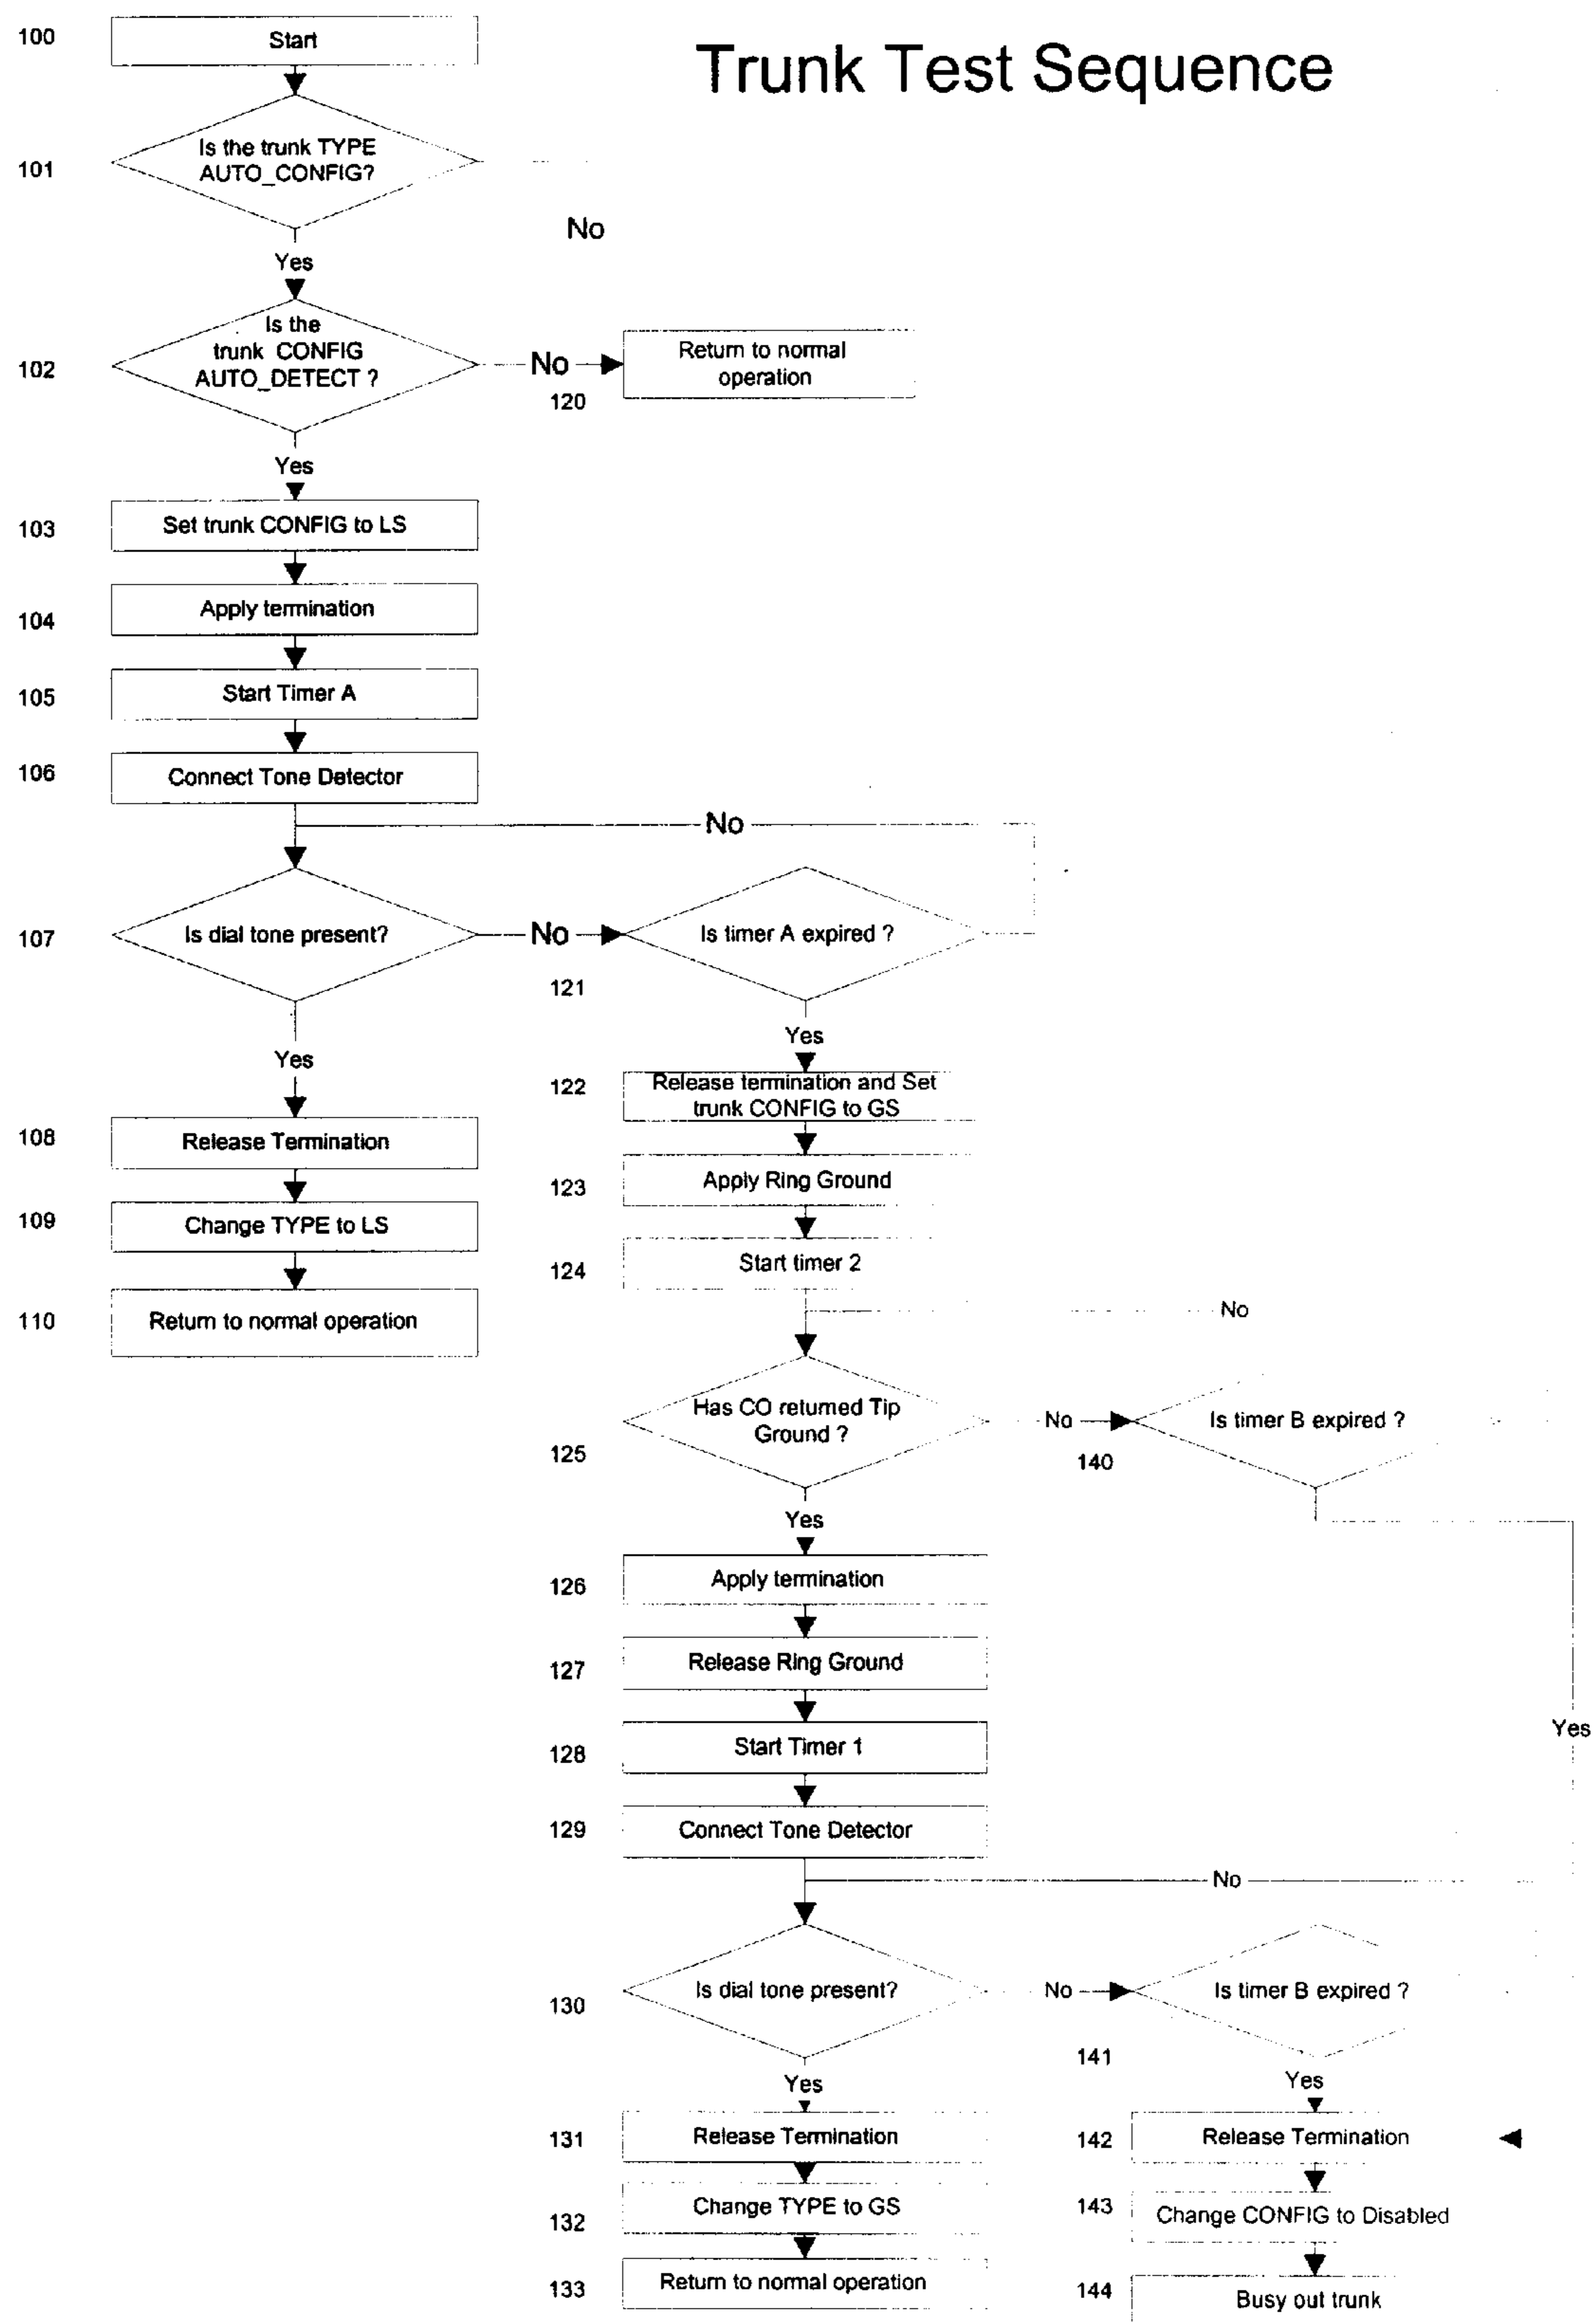 Trunk Test Sequence
100
Start
101
Is the trunk TYPE
AUTO_CONFIG?
No
Yes
102
Is the
trunk CONFIG
AUTO_DETECT ?
No
120
Return to normal
operation
Yes
103
Set trunk CONFIG to LS
104
Apply termination
105
Start Timer A
106
Connect Tone Detector
No
107
Is dial tone present?
No
121
Is timer A expired ?
Yes
Yes
108
Release Termination
109
Change TYPE to LS
110
Return to normal operation
122
Release termination and Set
trunk CONFIG to GS
123
Apply Ring Ground
124
Start timer 2
No
125
Has CO returned Tip
Ground ?
No
140
Is timer B expired ?
Yes
126
Apply termination
127
Release Ring Ground
Yes
128
Start Timer 1
129
Connect Tone Detector
No
130
Is dial tone present?
No
141
Is timer B expired ?
Yes
Yes
131
Release Termination
142
Release Termination
132
Change TYPE to GS
143
Change CONFIG to Disabled
133
Return to normal operation
144
Busy out trunk